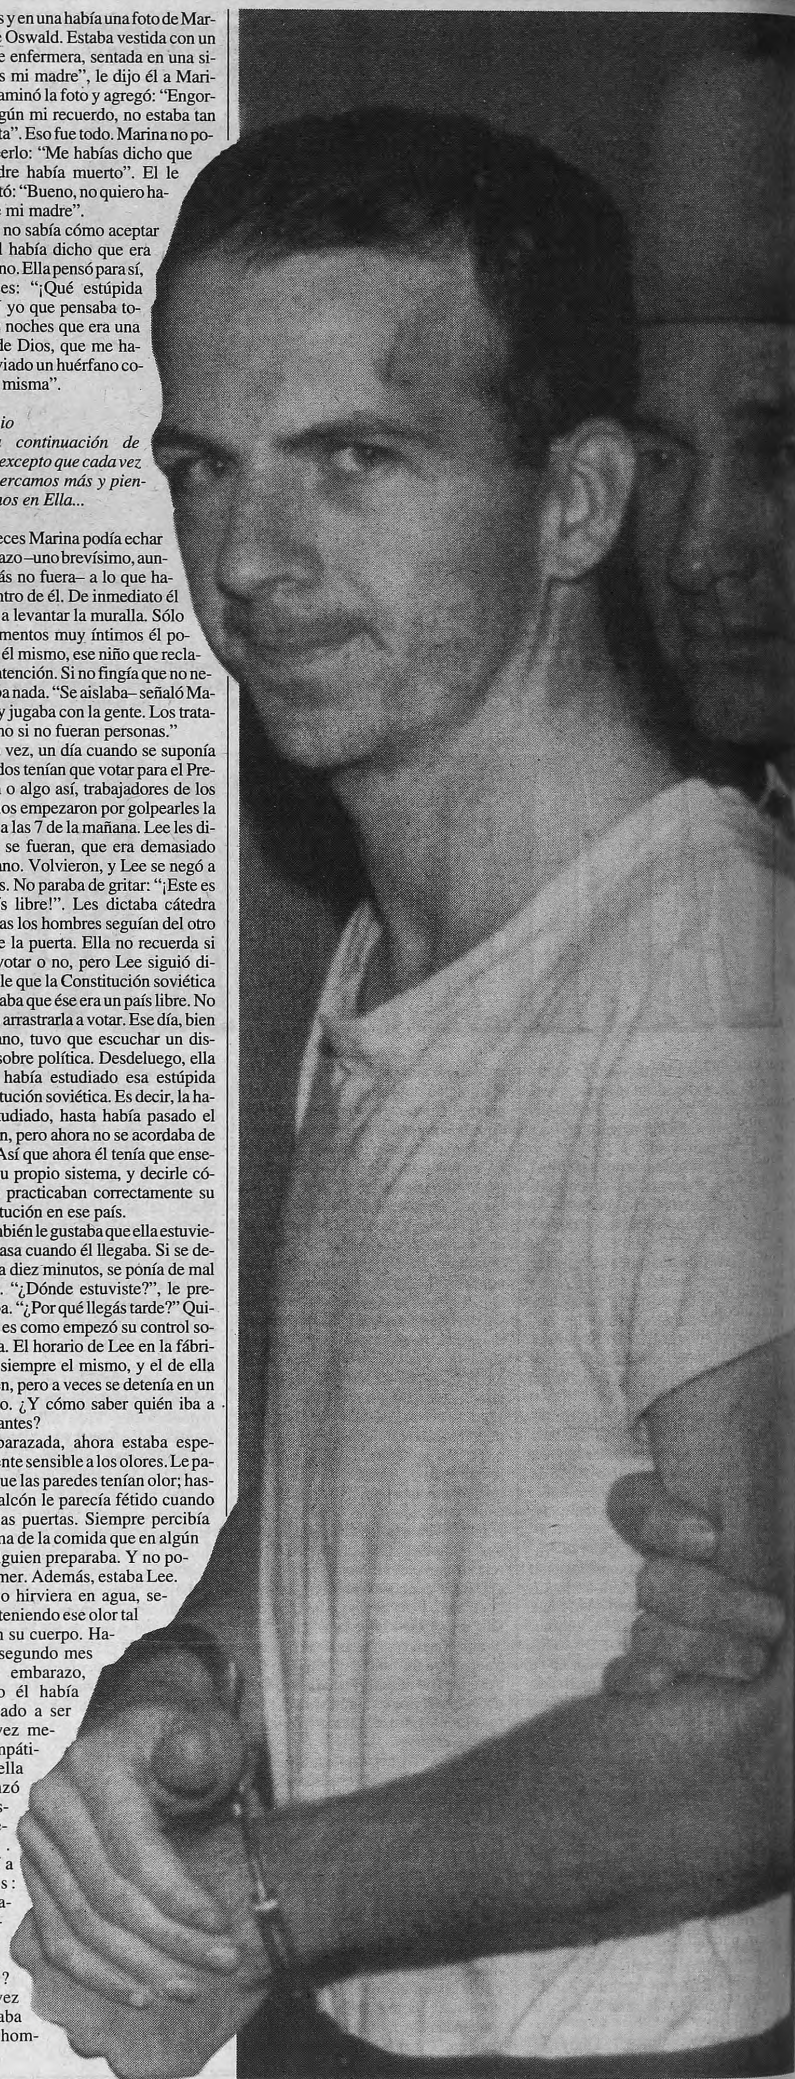 s y en una había una foto de Mar-
Oswald. Estaba vestida con un
e enfermera, sentada en una si-
s mi madre”, le dijo él a Mari-
aminó la foto y agregó: “Engor-
gún mi recuerdo, no estaba tan
ta”. Eso fue todo. Marina no po-
erlo: “Me habías dicho que
dre había muerto”. El le
tó: “Bueno, no quiero ha-
e mi madre”.
no sabía cómo aceptar
l había dicho que era
no. Ella pensó para sí,
es: “¡Qué estúpida
yo que pensaba to-
noches que era una
de Dios, que me ha-
viado un huérfano co-
misma”.
io
continuación de
excepto que cada vez
ercamos más y pien-
os en Ella...
eces Marina podía echar
azo –uno brevísimo, aun-
ás no fuera– a lo que ha-
ntro de él. De inmediato él
a levantar la muralla. Sólo
mentos muy íntimos él po-
él mismo, ese niño que recla-
atención. Si no fingía que no ne-
ba nada. “Se aislaba– señaló Ma-
y jugaba con la gente. Los trata-
no si no fueran personas.”
vez, un día cuando se suponía
dos tenían que votar para el Pre-
o algo así, trabajadores de los
os empezaron por golpearles la
a las 7 de la mañana. Lee les di-
se fueran, que era demasiado
ano. Volvieron, y Lee se negó a
s. No paraba de gritar: “¡Este es
s libre!”. Les dictaba cátedra
as los hombres seguían del otro
e la puerta. Ella no recuerda si
votar o no, pero Lee siguió di-
le que la Constitución soviética
aba que ése era un país libre. No
arrastrarla a votar. Ese día, bien
ano, tuvo que escuchar un dis-
sobre política. Desdeluego, ella
había estudiado esa estúpida
tución soviética. Es decir, la ha-
tudiado, hasta había pasado el
n, pero ahora no se acordaba de
Así que ahora él tenía que ense-
u propio sistema, y decirle có-
practicaban correctamente su
tución en ese país.
mbién le gustaba que ella estuvie-
asa cuando él llegaba. Si se de-
a diez minutos, se ponía de mal
. “¿Dónde estuviste?”, le pre-
a. “¿Por qué llegás tarde?” Qui-
es como empezó su control so-
a. El horario de Lee en la fábri-
siempre el mismo, y el de ella
n, pero a veces se detenía en un
o. ¿Y cómo saber quién iba a
antes?
barazada, ahora estaba espe-
ente sensible a los olores. Le pa-
que las paredes tenían olor; has-
alcón le parecía fétido cuando
as puertas. Siempre percibía
ma de la comida que en algún
guien preparaba. Y no po-
mer. Además, estaba Lee.
o hirviera en agua, se-
teniendo ese olor tal
n su cuerpo. Ha-
segundo mes
embarazo,
o él había
ado a ser
vez me-
mpáti-
ella
nzó
s-
e-
.
a
s:
a-
-
?
vez
aba
hom-